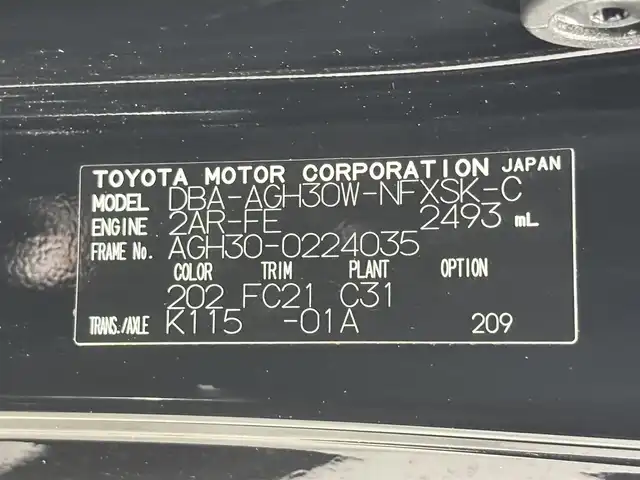 TOYOTA MOTOR CORPORATION JAPAN
MODEL DBA-AGH30W-NFXSK-C
ENGINE 2AR-FE 2493 mL
FRAME No. AGH30-0224035
COLOR TRIM PLANT OPTION
202 FC21 C31
TRANS./AXLE K115 -01A 209